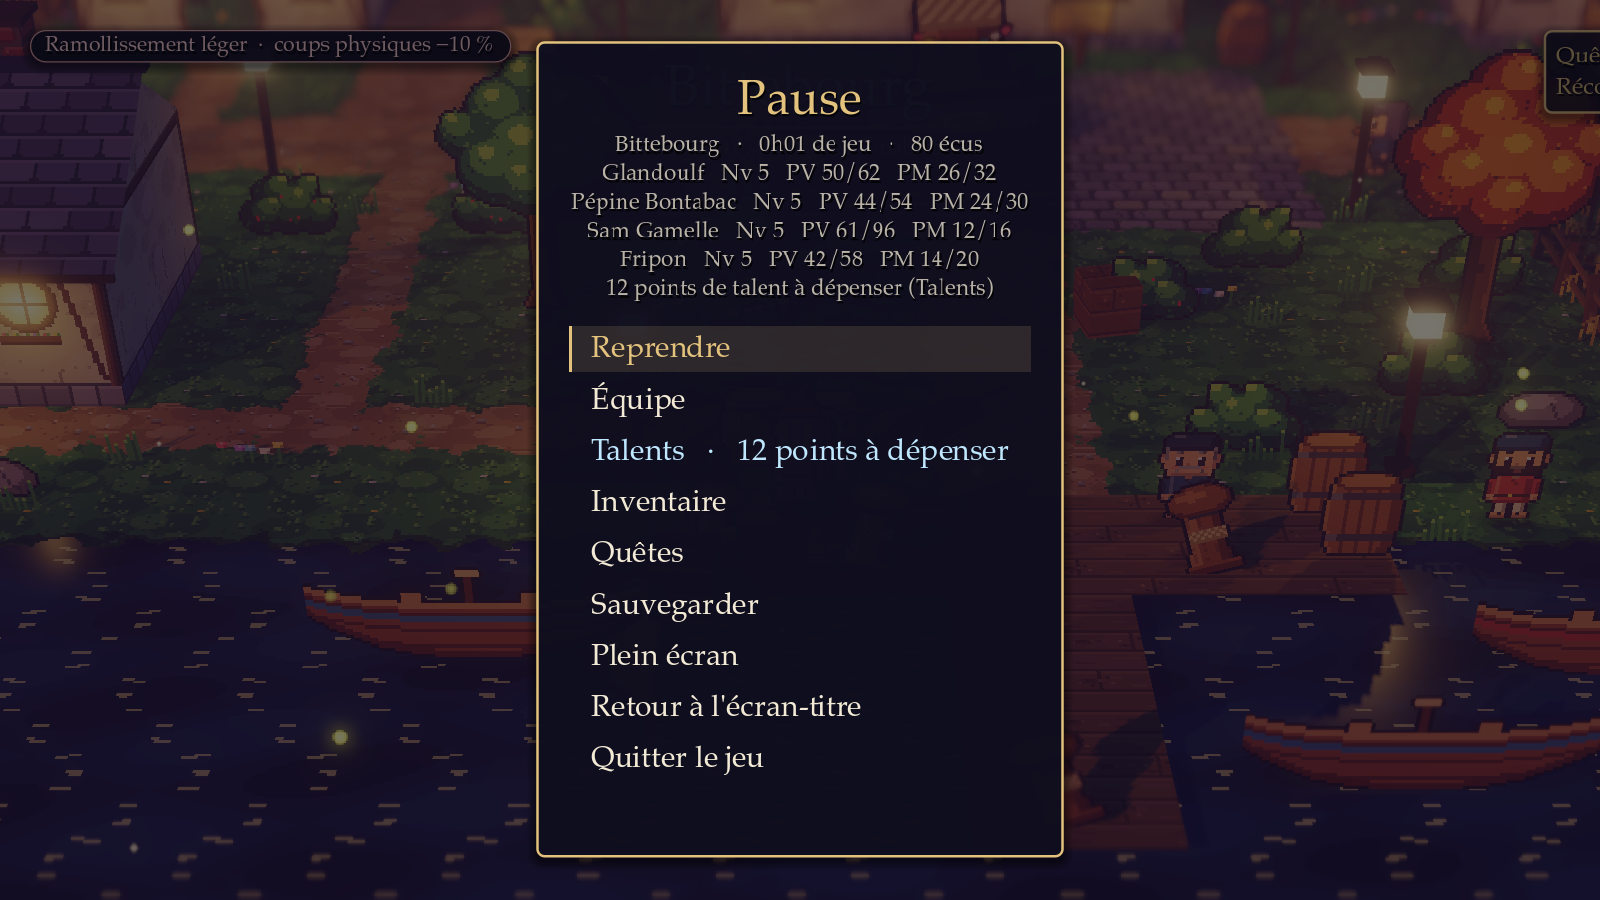 Ramollissement léger · coups physiques −10 %
Quê
Réc
Pause
Bittebourg · 0h01 de jeu · 80 écus
Glandoulf Nv 5 PV 50/62 PM 26/32
Pépine Bontabac Nv 5 PV 44/54 PM 24/30
Sam Gamelle Nv 5 PV 61/96 PM 12/16
Fripon Nv 5 PV 42/58 PM 14/20
12 points de talent à dépenser (Talents)
Reprendre
Équipe
Talents · 12 points à dépenser
Inventaire
Quêtes
Sauvegarder
Plein écran
Retour à l'écran-titre
Quitter le jeu